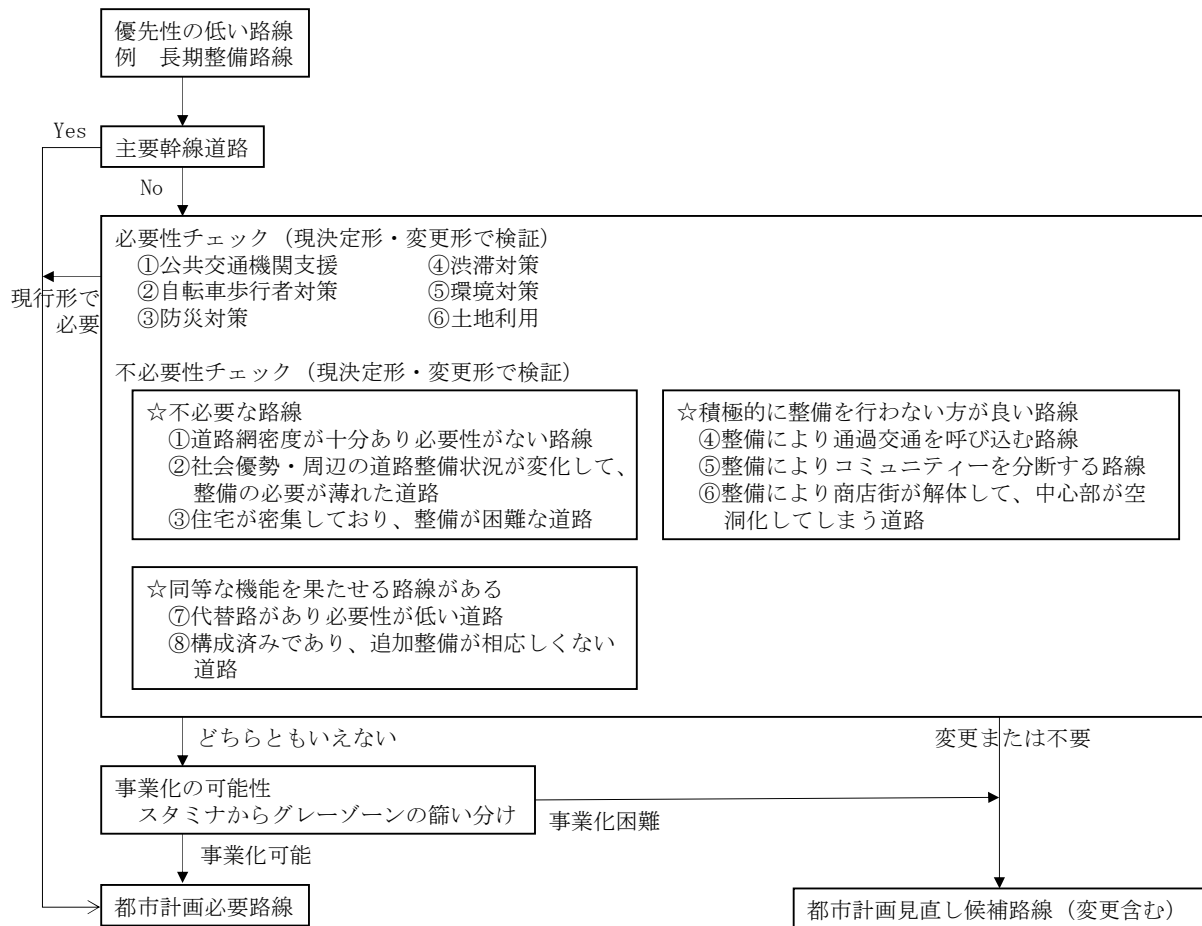 優先性の低い路線
例　長期整備路線
Yes
主要幹線道路
No
必要性チェック（現決定形・変更形で検証）
①公共交通機関支援　④渋滞対策
②自転車歩行者対策　⑤環境対策
③防災対策　⑥土地利用
現行形で
必要
不必要性チェック（現決定形・変更形で検証）
☆不必要な路線
①道路網密度が十分あり必要性がない路線
②社会優勢・周辺の道路整備状況が変化して、
整備の必要が薄れた道路
③住宅が密集しており、整備が困難な道路
☆積極的に整備を行わない方が良い路線
④整備により通過交通を呼び込む路線
⑤整備によりコミュニティーを分断する路線
⑥整備により商店街が解体して、中心部が空
洞化してしまう道路
☆同等な機能を果たせる路線がある
⑦代替路があり必要性が低い道路
⑧構成済みであり、追加整備が相応しくない
道路
どちらともいえない
変更または不要
事業化の可能性
スタミナからグレーゾーンの篩い分け
事業化困難
事業化可能
都市計画必要路線
都市計画見直し候補路線（変更含む）